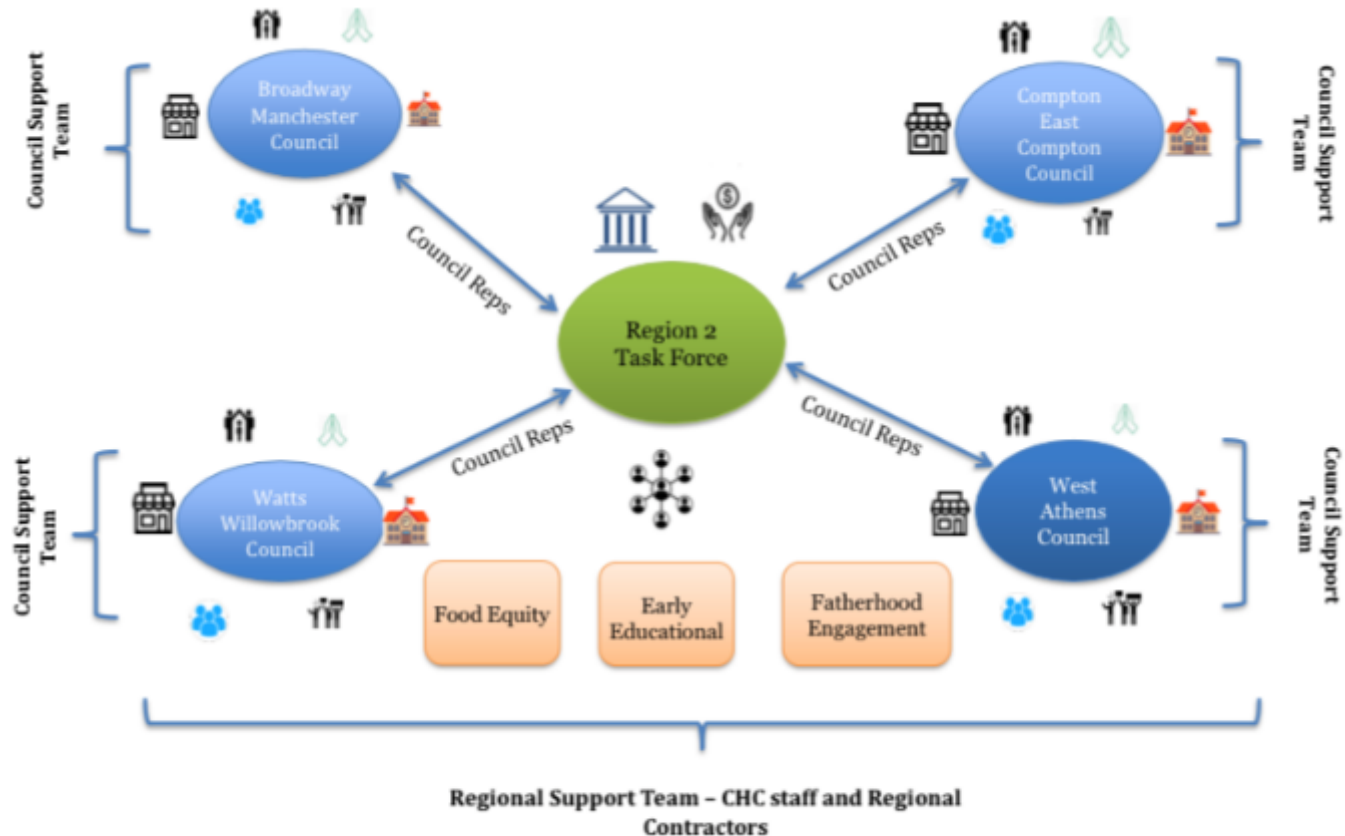 Council Support
Team
Broadway
Manchester
Council
Compton
East
Compton
Council
Council Support
Team
Council Reps
Council Reps
$
Region 2
Task Force
Council Reps
Council Reps
Council Support
Team
Watts
Willowbrook
Council
West
Athens
Council
Council Support
Team
Food Equity
Early
Educational
Fatherhood
Engagement
Regional Support Team – CHC staff and Regional
Contractors